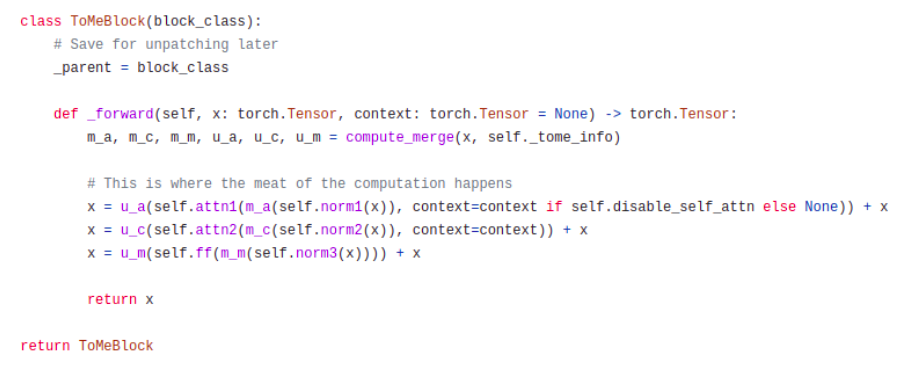 class ToMeBlock(block_class):
    # Save for unpatching later
    _parent = block_class

    def _forward(self, x: torch.Tensor, context: torch.Tensor = None) -> torch.Tensor:
        m_a, m_c, m_m, u_a, u_c, u_m = compute_merge(x, self._tome_info)

        # This is where the meat of the computation happens
        x = u_a(self.attn1(m_a(self.norm1(x)), context=context if self.disable_self_attn else None)) + x
        x = u_c(self.attn2(m_c(self.norm2(x)), context=context)) + x
        x = u_m(self.ff(m_m(self.norm3(x)))) + x

        return x

return ToMeBlock